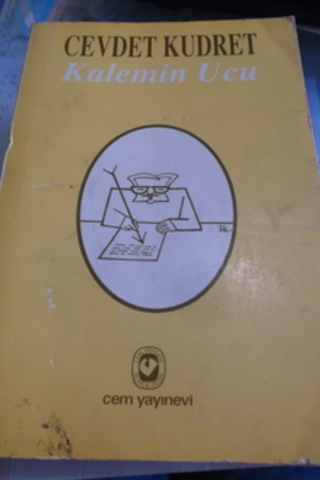 CEVDET KUDRET
Kalemin Ucu
cem yayınevi